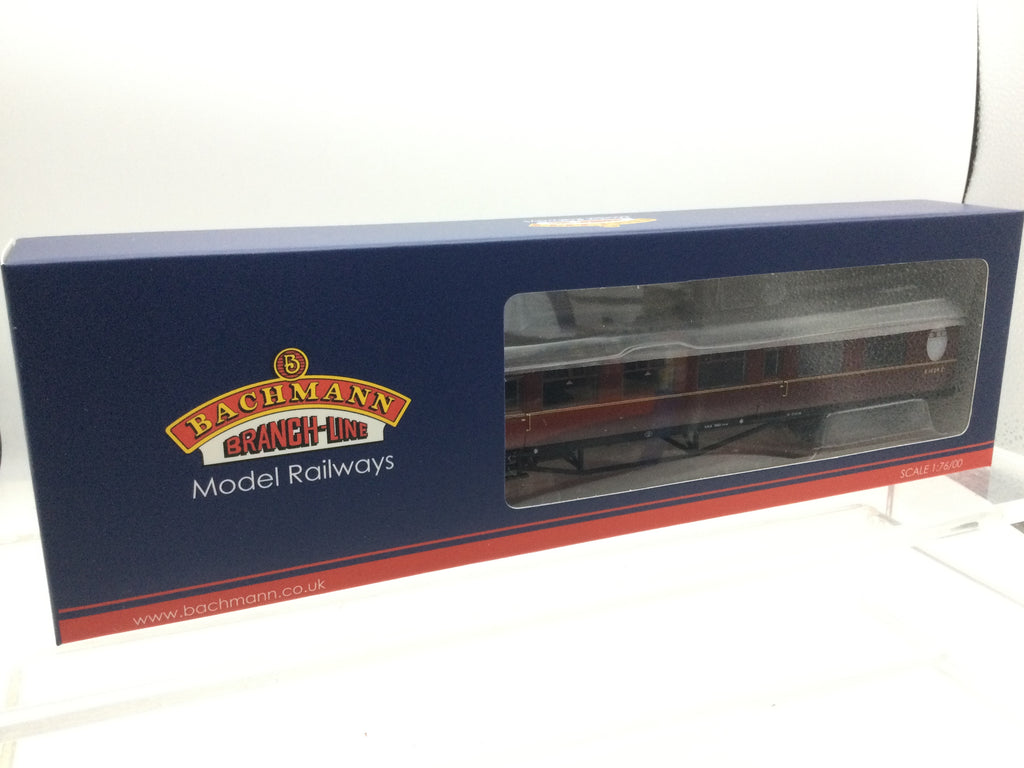 B
BACHMANN
BRANCH-LINE
Model Railways
www.bachmann.co.uk
SCALE 1:76/00